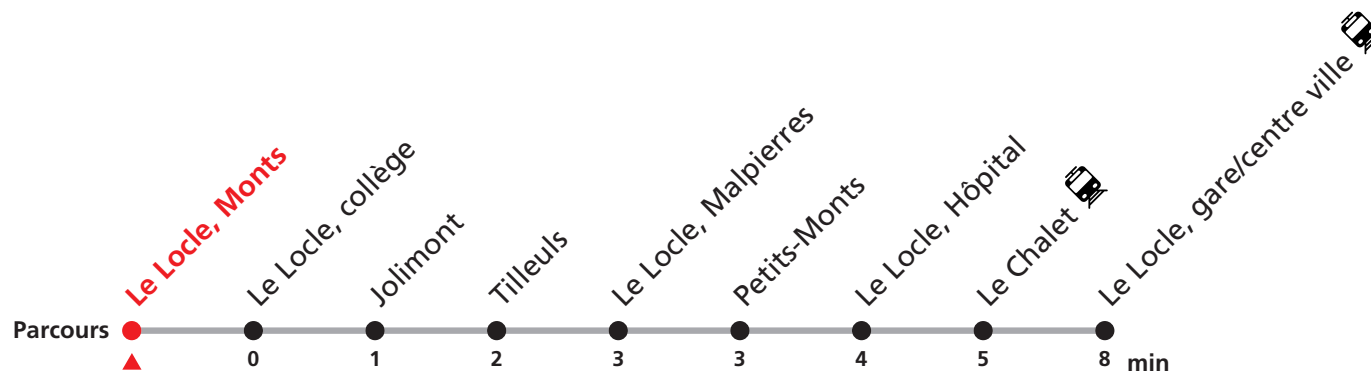 Le Locle, Monts
Le Locle, collège
Jolimont
Tilleuls
Le Locle, Malpierres
Petits-Monts
Le Locle, Hôpital
Le Chalet
Le Locle, gare/centre ville
Parcours
0 1 2 3 3 4 5 8 min